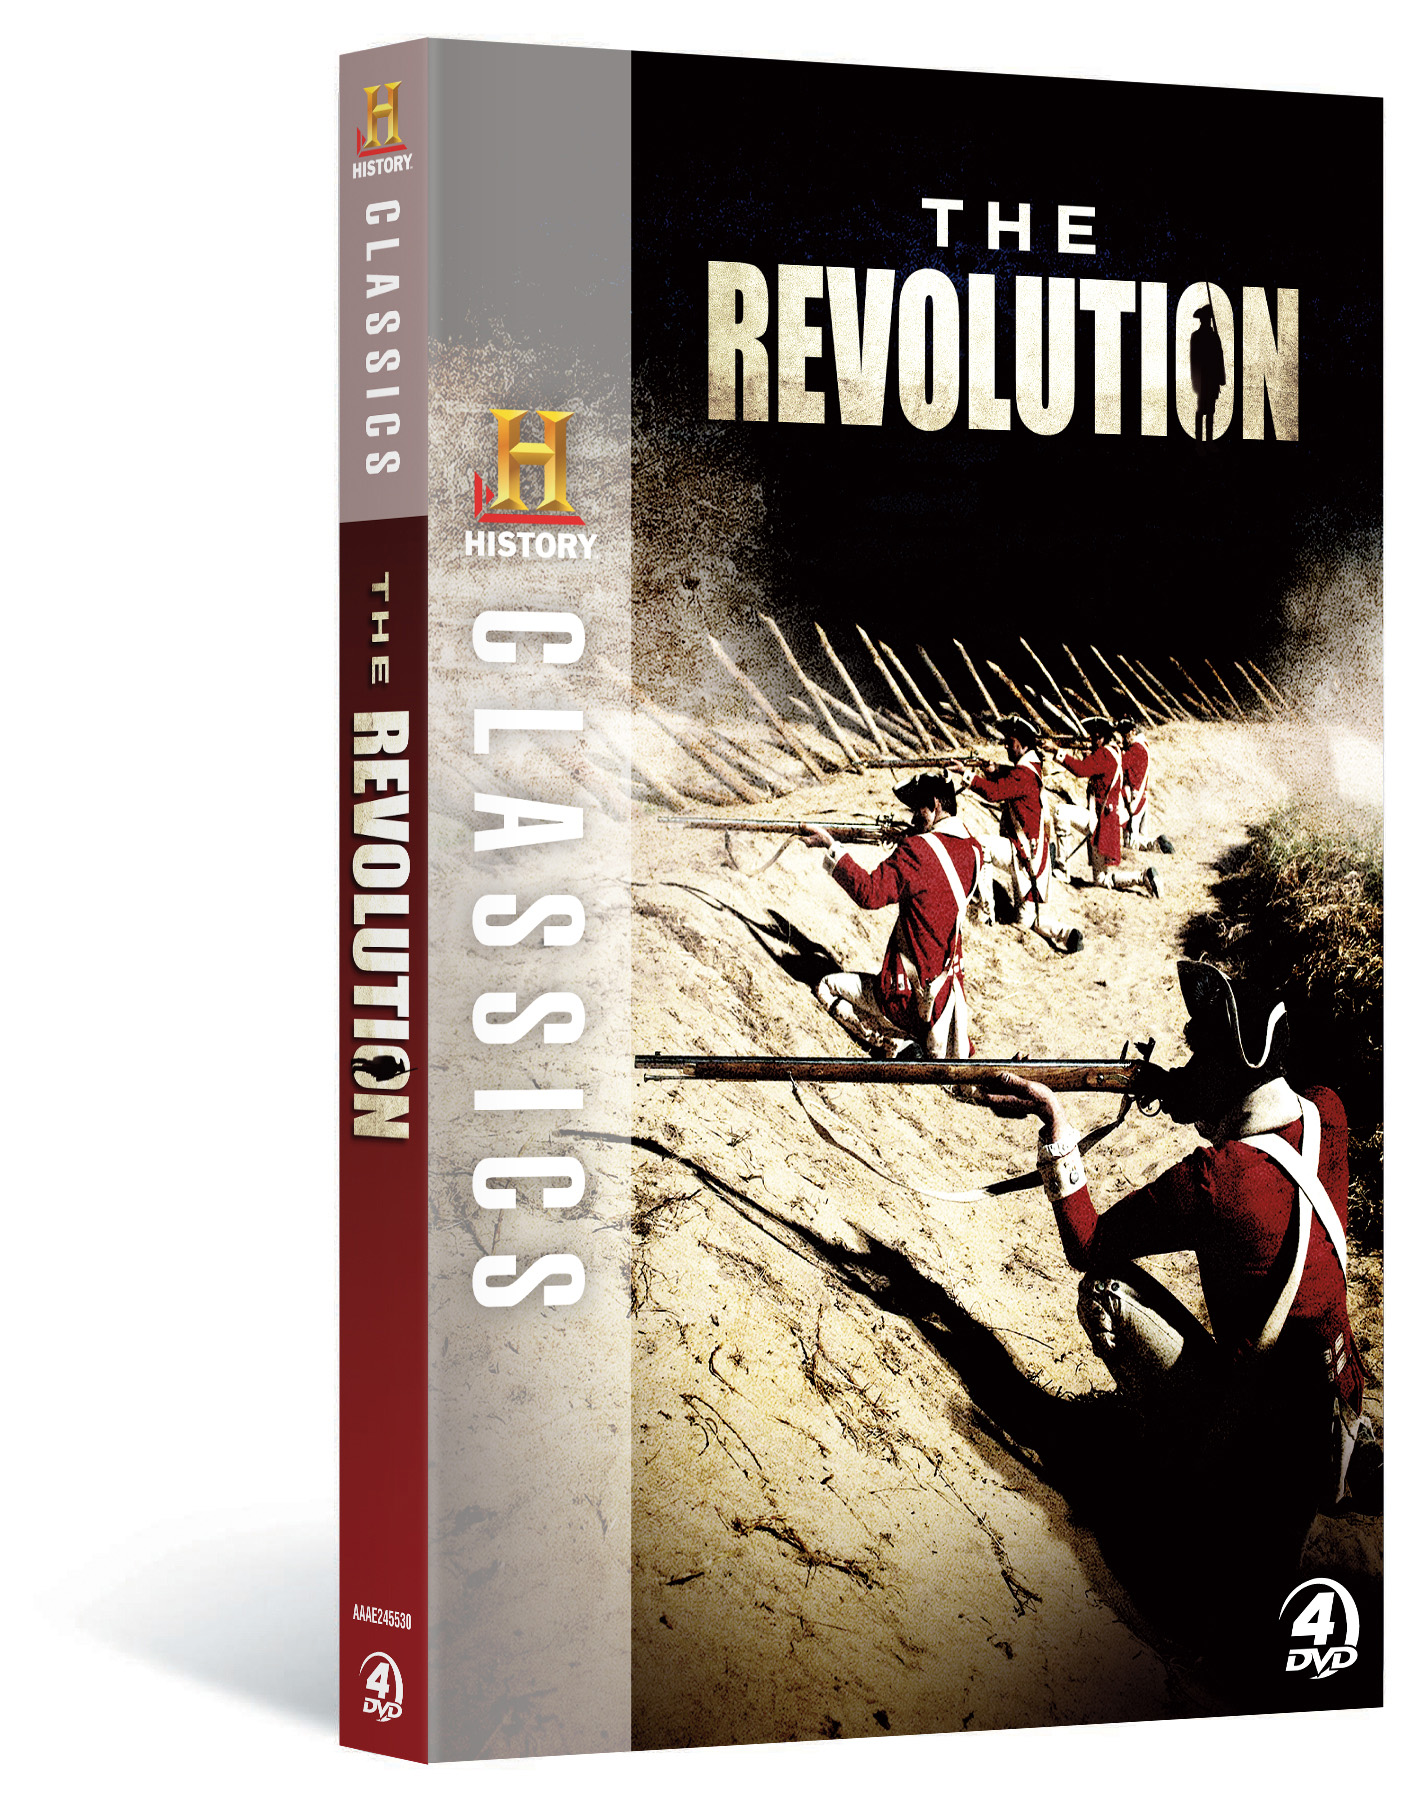 H
HISTORY
CLASSICS
THE
REVOLUTION
AAAE245530
4
DVD
H
HISTORY
CLASSICS
THE
REVOLUTION
4
DVD